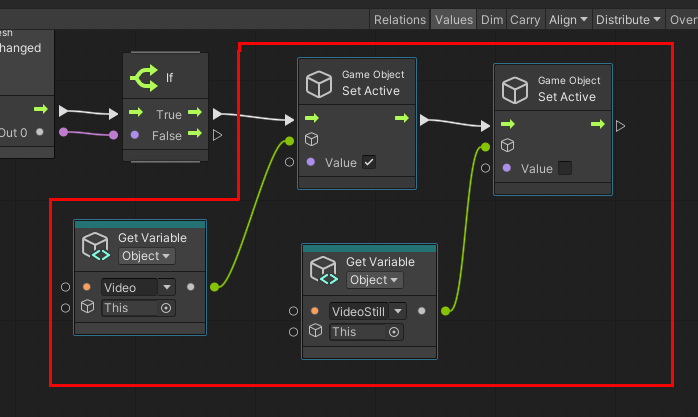 Relations Values Dim Carry Align Distribute Over
esh
hanged
If
True
False
Out 0
Game Object
Set Active
Value
Game Object
Set Active
Value
Get Variable
Object
Video
This
Get Variable
Object
VideoStill
This